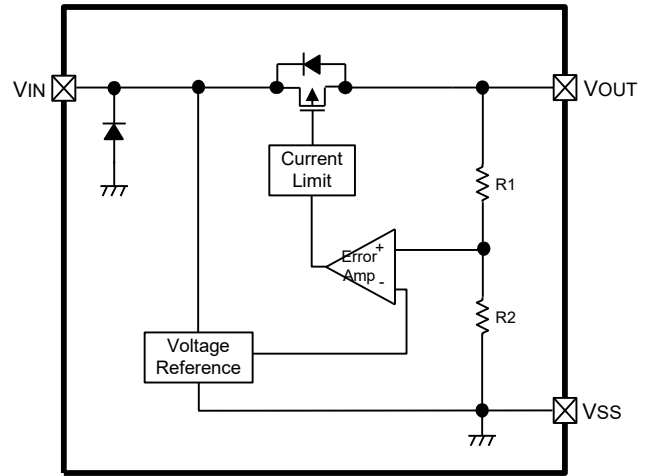 VIN
VOUT
Current
Limit
R1
Error
Amp
+
-
R2
Voltage
Reference
VSS